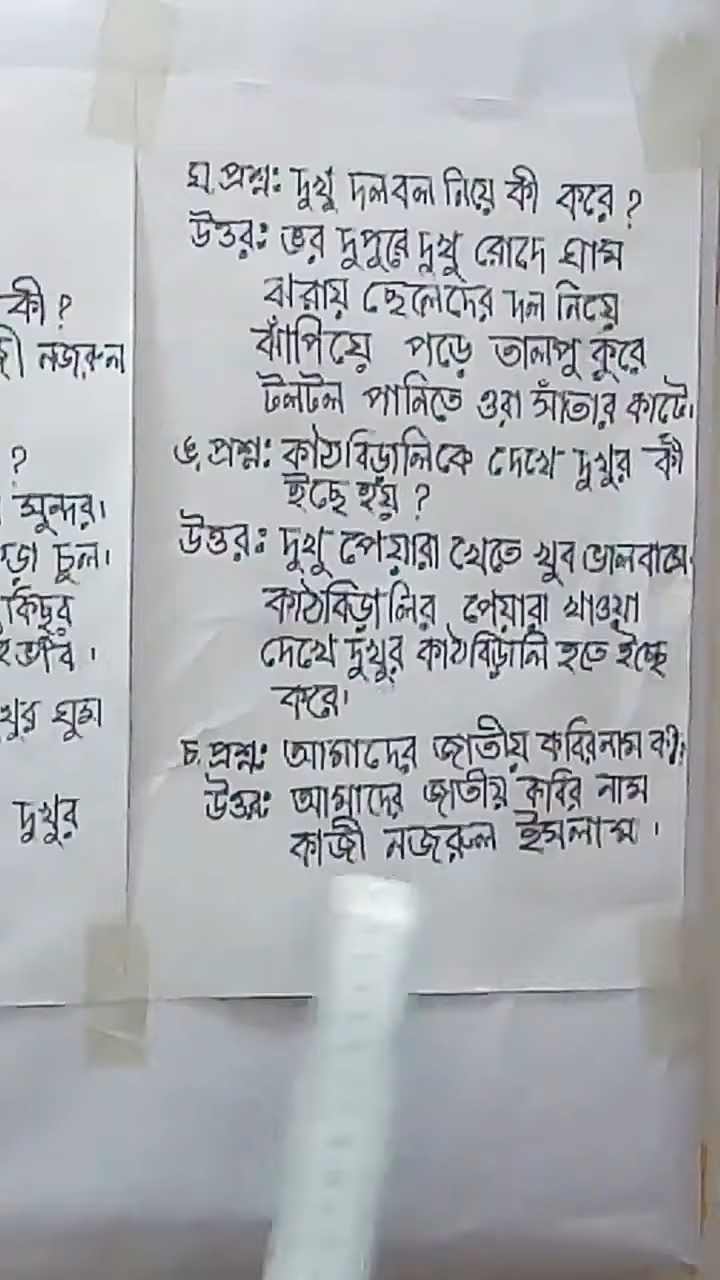 কী?
নজরুল
?
সুন্দর।
চুল।
ঘুম
দুখুর
ঘ. প্রশ্ন: দুখু দলবল নিয়ে কী করে?
উত্তর: ভর দুপুরে দুখু রোদে ঘাম
ঝরায় ছেলেদের দল নিয়ে
ঝাঁপিয়ে পড়ে তালপুকুরে
টলটল পানিতে ওরা সাঁতার কাটে।
ঙ. প্রশ্ন: কাঠবিড়ালিকে দেখে দুখুর কী
ইছে হয়?
উত্তর: দুখু পেয়ারা খেতে খুব ভালবাসে।
কাঠবিড়ালির পেয়ারা খাওয়া
দেখে দুখুর কাঠবিড়ালি হতে ইচ্ছে
করে।
চ. প্রশ্ন: আমাদের জাতীয় কবির নাম কী?
উত্তর: আমাদের জাতীয় কবির নাম
কাজী নজরুল ইসলাম।